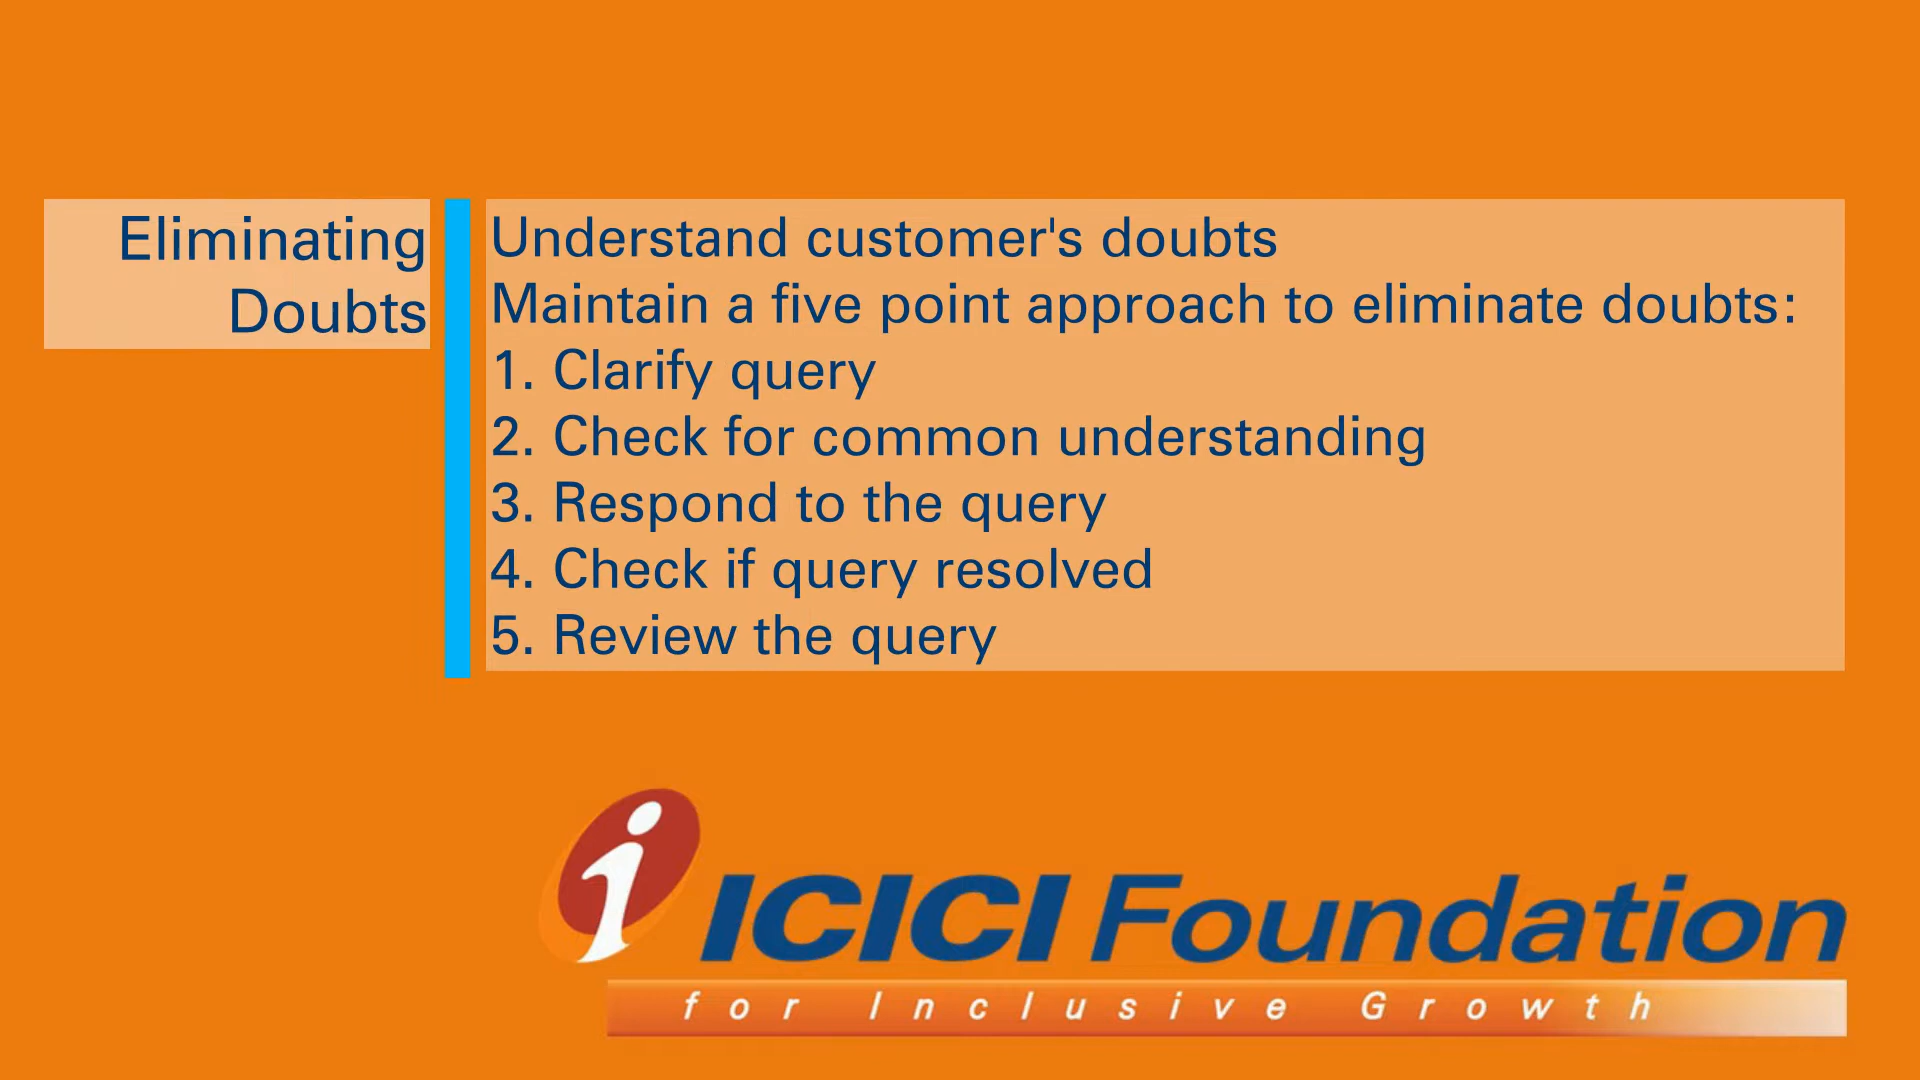 Eliminating
Doubts
Understand customer's doubts
Maintain a five point approach to eliminate doubts:
1. Clarify query
2. Check for common understanding
3. Respond to the query
4. Check if query resolved
5. Review the query
i ICICI Foundation
for Inclusive Growth